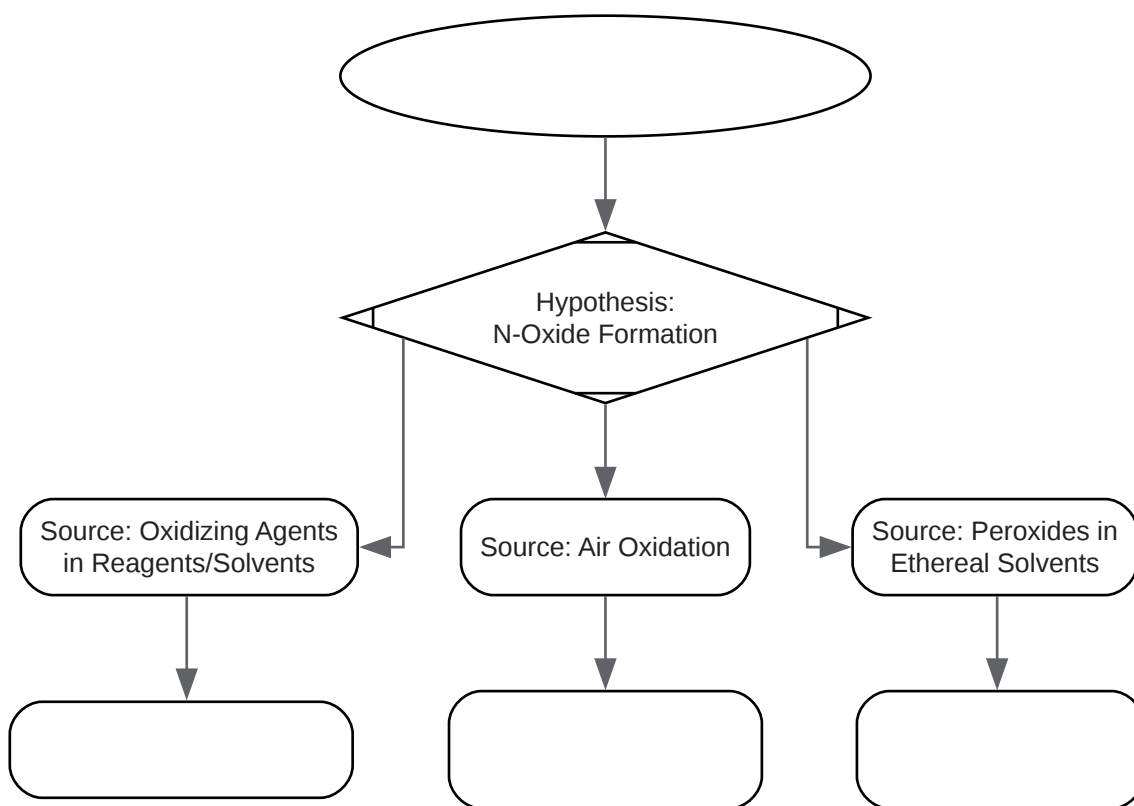 Hypothesis:
N-Oxide Formation
Source: Oxidizing Agents
in Reagents/Solvents
Source: Air Oxidation
Source: Peroxides in
Ethereal Solvents